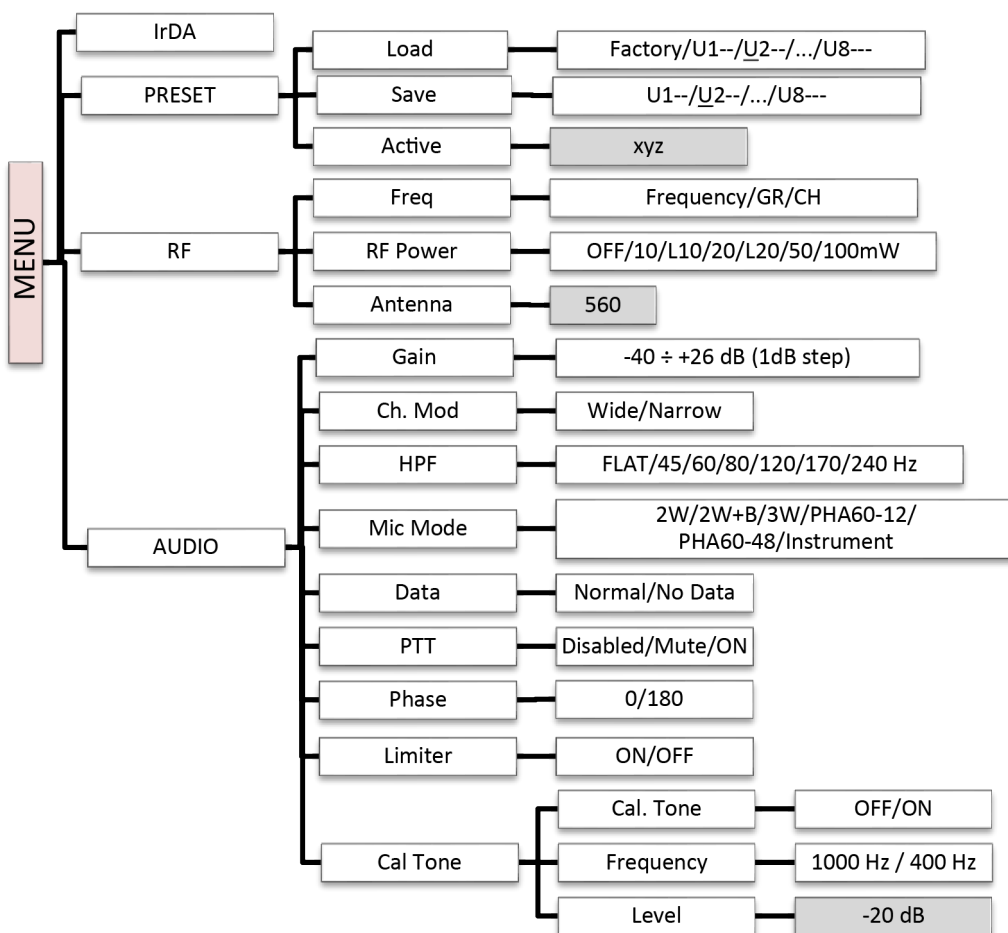 MENU
IrDA
PRESET
Load
Factory/U1--/U2--/.../U8---
Save
U1--/U2--/.../U8---
Active
xyz
RF
Freq
Frequency/GR/CH
RF Power
OFF/10/L10/20/L20/50/100mW
Antenna
560
AUDIO
Gain
-40 ÷ +26 dB (1dB step)
Ch. Mod
Wide/Narrow
HPF
FLAT/45/60/80/120/170/240 Hz
Mic Mode
2W/2W+B/3W/PHA60-12/
PHA60-48/Instrument
Data
Normal/No Data
PTT
Disabled/Mute/ON
Phase
0/180
Limiter
ON/OFF
Cal Tone
Cal. Tone
OFF/ON
Frequency
1000 Hz / 400 Hz
Level
-20 dB